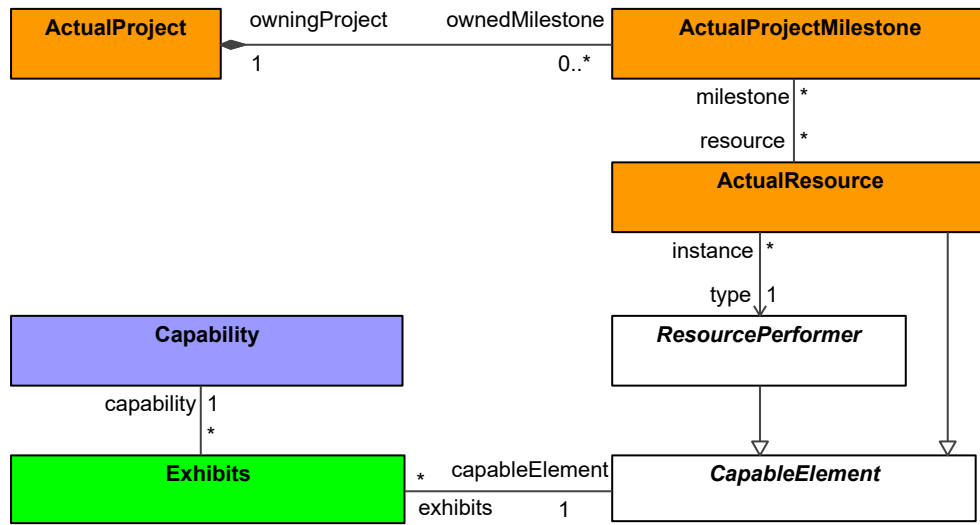 owningProject
ownedMilestone
ActualProject
ActualProjectMilestone
1
0..*
milestone
*
resource
*
ActualResource
instance
*
type
1
Capability
ResourcePerformer
capability
1
*
Exhibits
*
capableElement
CapableElement
exhibits
1